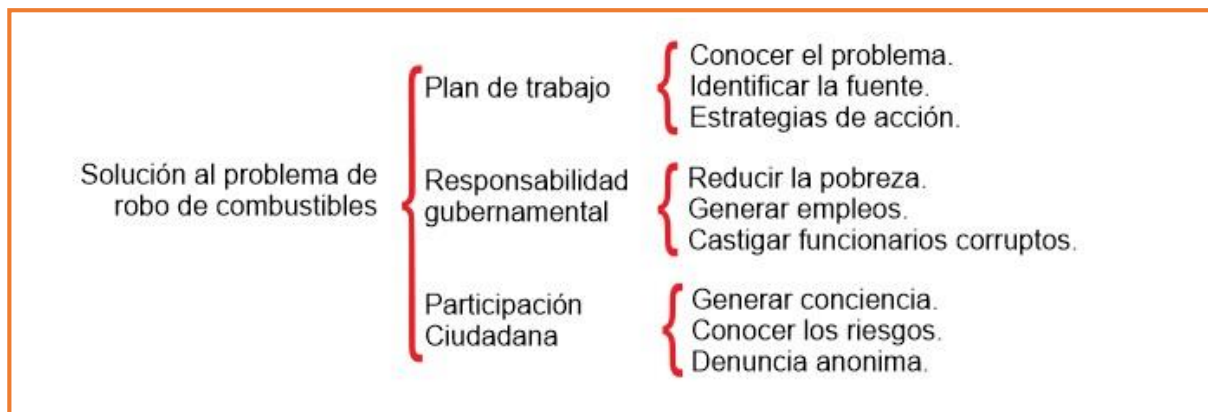 Solución al problema de
robo de combustibles
Plan de trabajo
Conocer el problema.
Identificar la fuente.
Estrategias de acción.
Responsabilidad
gubernamental
Reducir la pobreza.
Generar empleos.
Castigar funcionarios corruptos.
Participación
Ciudadana
Generar conciencia.
Conocer los riesgos.
Denuncia anonima.